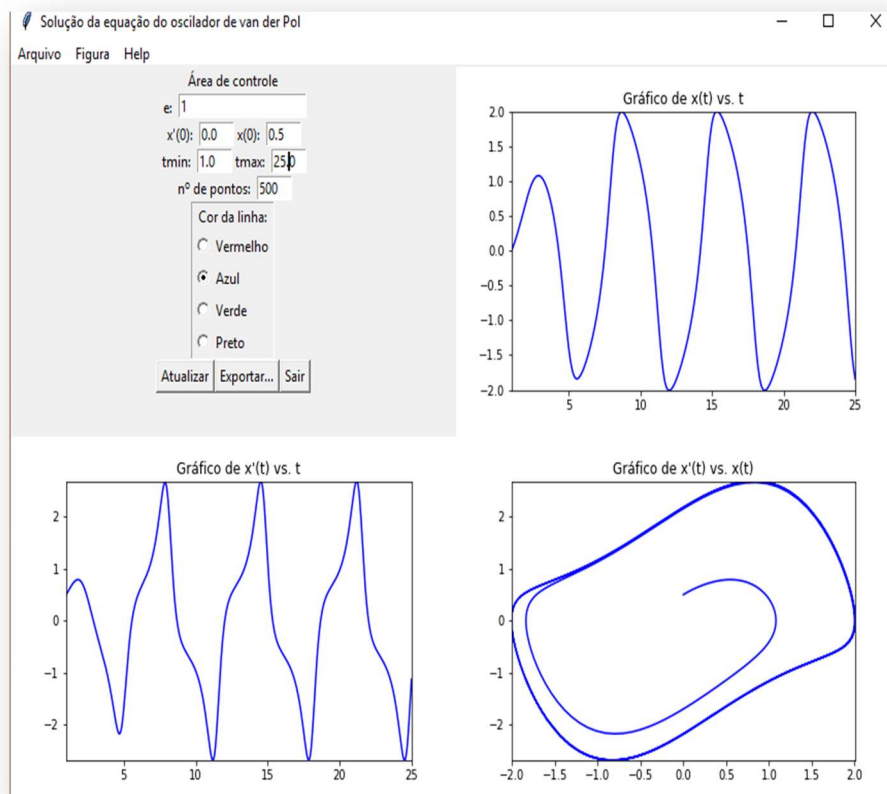 Solução da equação do oscilador de van der Pol
Arquivo Figura Help
Área de controle
e: 1
x'(0): 0.0 x(0): 0.5
tmin: 1.0 tmax: 25.0
nº de pontos: 500
Cor da linha:
Vermelho
Azul
Verde
Preto
Atualizar Exportar... Sair
Gráfico de x(t) vs. t
2.0
1.5
1.0
0.5
0.0
−0.5
−1.0
−1.5
−2.0
5 10 15 20 25
Gráfico de x'(t) vs. t
2
1
0
−1
−2
5 10 15 20 25
Gráfico de x'(t) vs. x(t)
2
1
0
−1
−2
−2.0 −1.5 −1.0 −0.5 0.0 0.5 1.0 1.5 2.0